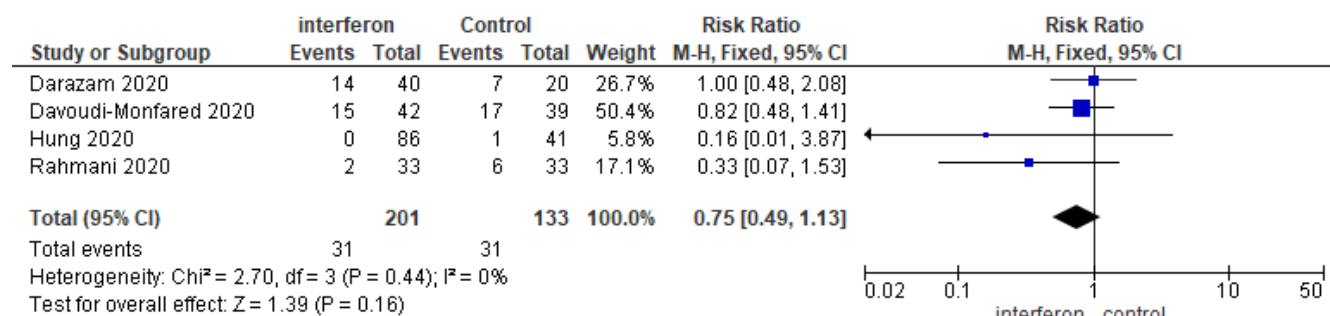 interferon Control Risk Ratio Risk Ratio
Study or Subgroup Events Total Events Total Weight M-H, Fixed, 95% CI M-H, Fixed, 95% CI
Darazam 2020 14 40 7 20 26.7% 1.00 [0.48, 2.08]
Davoudi-Monfared 2020 15 42 17 39 50.4% 0.82 [0.48, 1.41]
Hung 2020 0 86 1 41 5.8% 0.16 [0.01, 3.87]
Rahmani 2020 2 33 6 33 17.1% 0.33 [0.07, 1.53]
Total (95% CI) 201 133 100.0% 0.75 [0.49, 1.13]
Total events 31 31
Heterogeneity: Chi² = 2.70, df = 3 (P = 0.44); I² = 0%
Test for overall effect: Z = 1.39 (P = 0.16)
0.02 0.1 1 10 50
interferon control